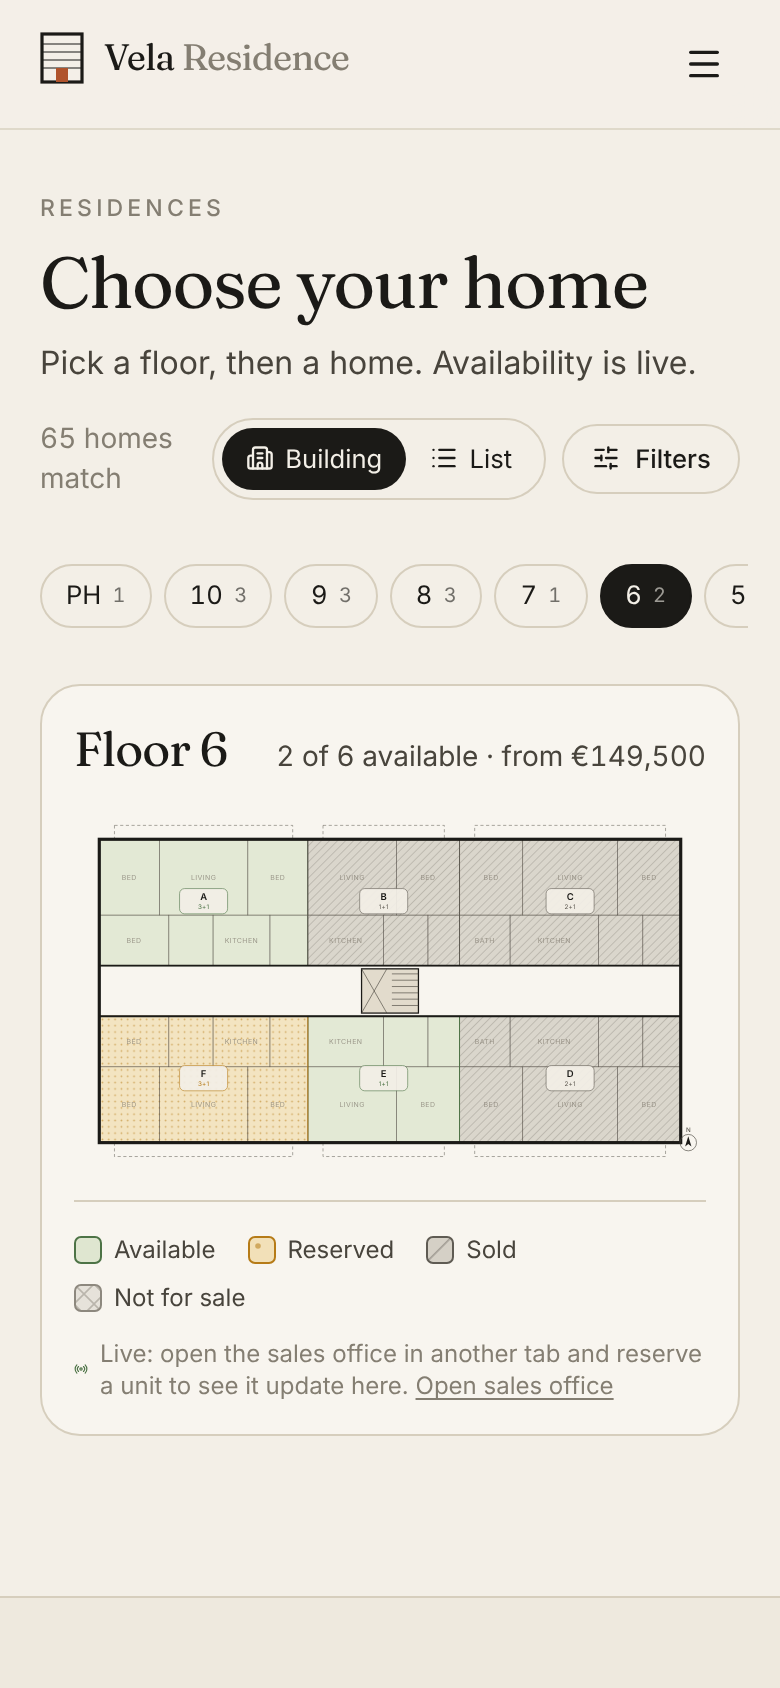 Vela Residence
RESIDENCES
Choose your home
Pick a floor, then a home. Availability is live.
65 homes
match
Building
List
Filters
PH 1
10 3
9 3
8 3
7 1
6 2
5
Floor 6
2 of 6 available · from €149,500
BED LIVING BED LIVING BED BED LIVING BED
A
3+1
B
1+1
C
2+1
BED KITCHEN KITCHEN BATH KITCHEN
BED KITCHEN KITCHEN BATH KITCHEN
F
3+1
E
1+1
D
2+1
BED LIVING BED LIVING BED BED LIVING BED
N
Available
Reserved
Sold
Not for sale
Live: open the sales office in another tab and reserve
a unit to see it update here. Open sales office